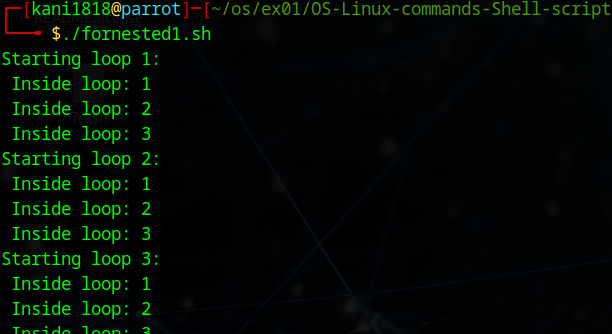 ┌─[kani1818@parrot]─[~/os/ex01/OS-Linux-commands-Shell-script
└──╼ $./fornested1.sh
Starting loop 1:
 Inside loop: 1
 Inside loop: 2
 Inside loop: 3
Starting loop 2:
 Inside loop: 1
 Inside loop: 2
 Inside loop: 3
Starting loop 3:
 Inside loop: 1
 Inside loop: 2
 Inside loop: 3
Trash